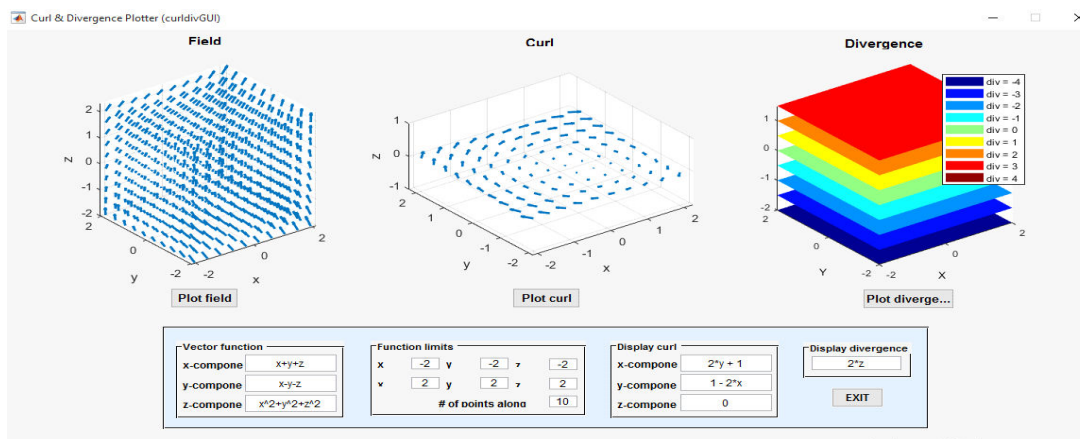 Curl & Divergence Plotter (curldivGUI)
Field
Curl
Divergence
2
1
0
-1
-2
z
2
0
-2
y
-2
0
2
x
1
0
-1
z
2
1
0
-1
-2
y
-2
-1
0
1
2
x
1
0
-1
-2
2
0
-2
Y
-2
0
2
X
div = -4
div = -3
div = -2
div = -1
div = 0
div = 1
div = 2
div = 3
div = 4
Plot field
Plot curl
Plot diverge...
Vector function
x-compone x+y+z
y-compone x-y-z
z-compone x^2+y^2+z^2
Function limits
x -2 y -2 z -2
x 2 y 2 z 2
# of points along 10
Display curl
x-compone 2*y + 1
y-compone 1 - 2*x
z-compone 0
Display divergence
2*z
EXIT